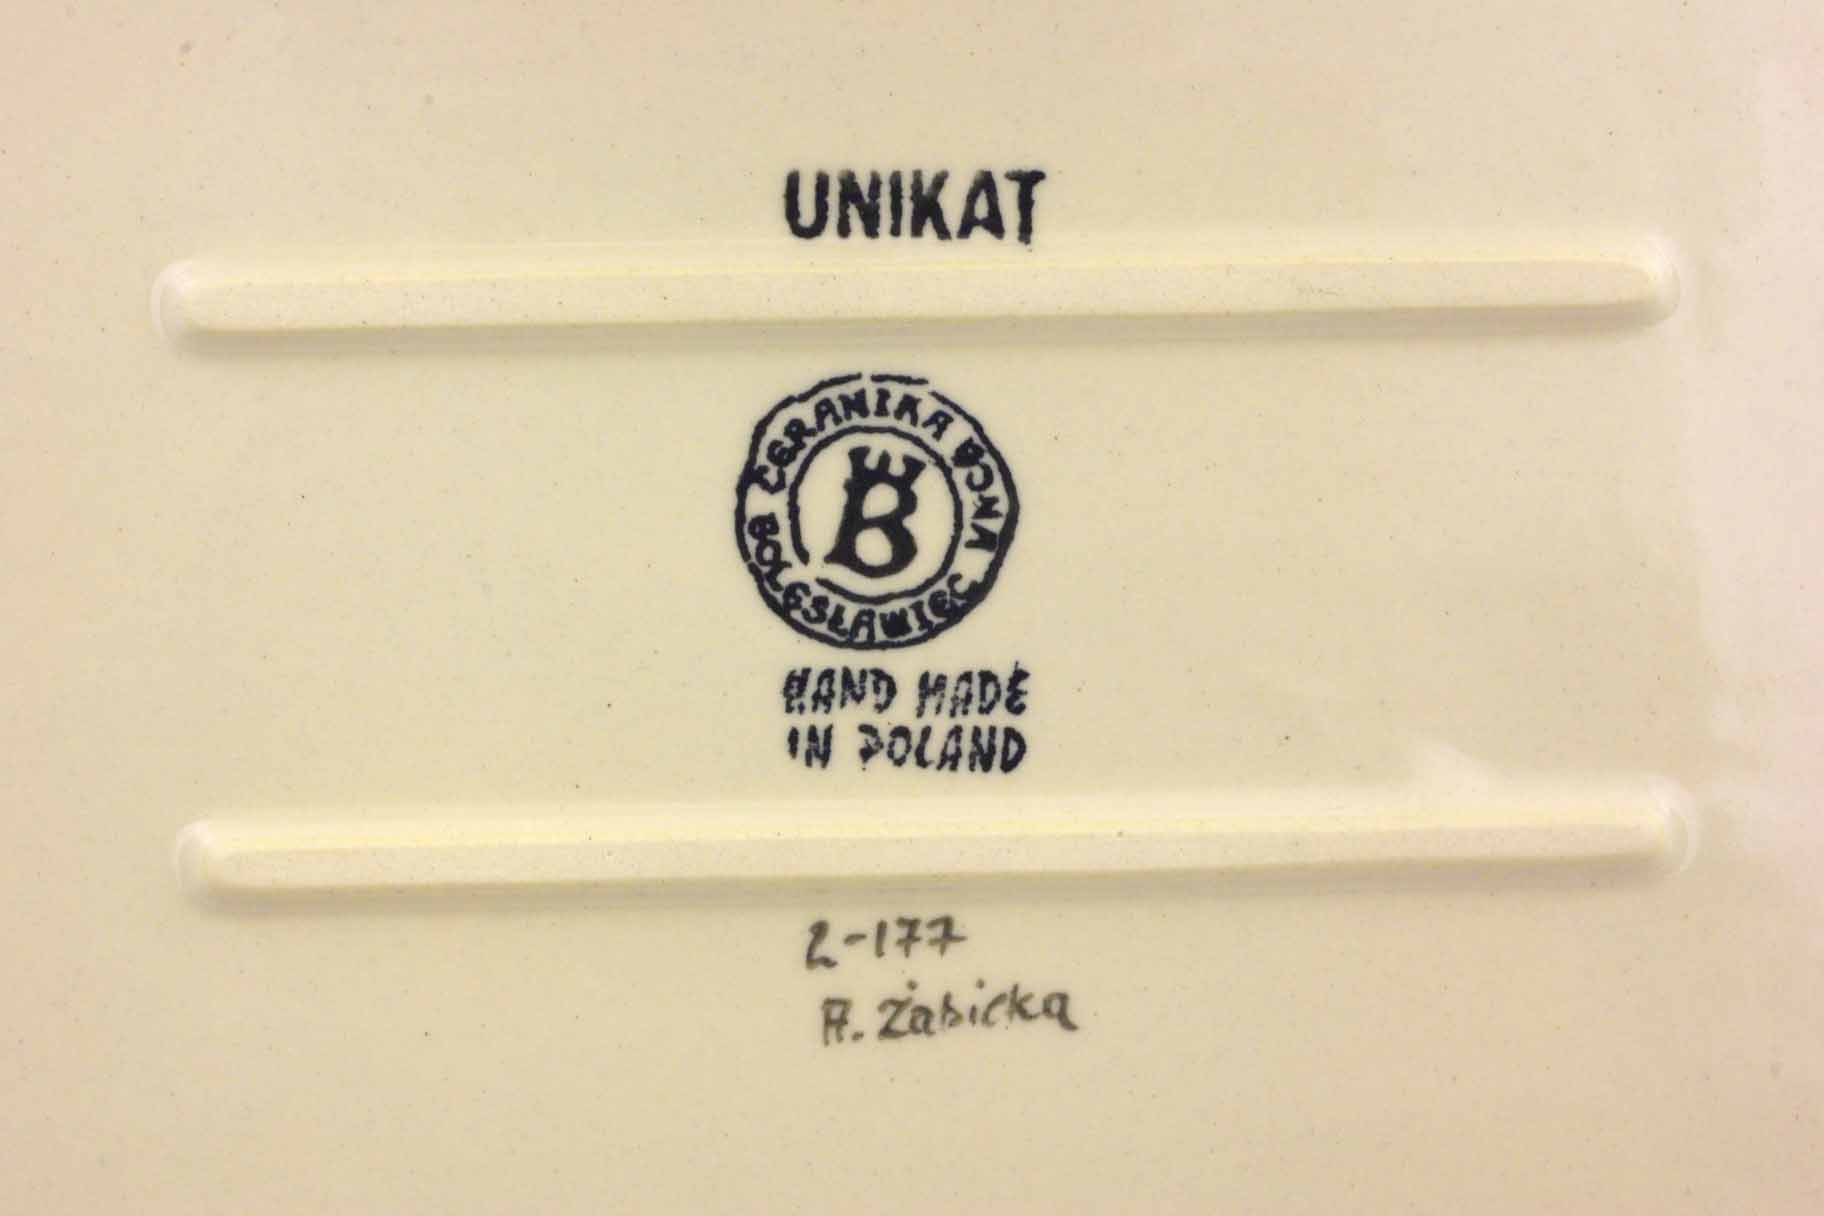 UNIKAT
CERAMIKA ARTYSTYCZNA
BOLESŁAWIEC
B
HAND MADE
IN POLAND
L-177
A. Żabicka